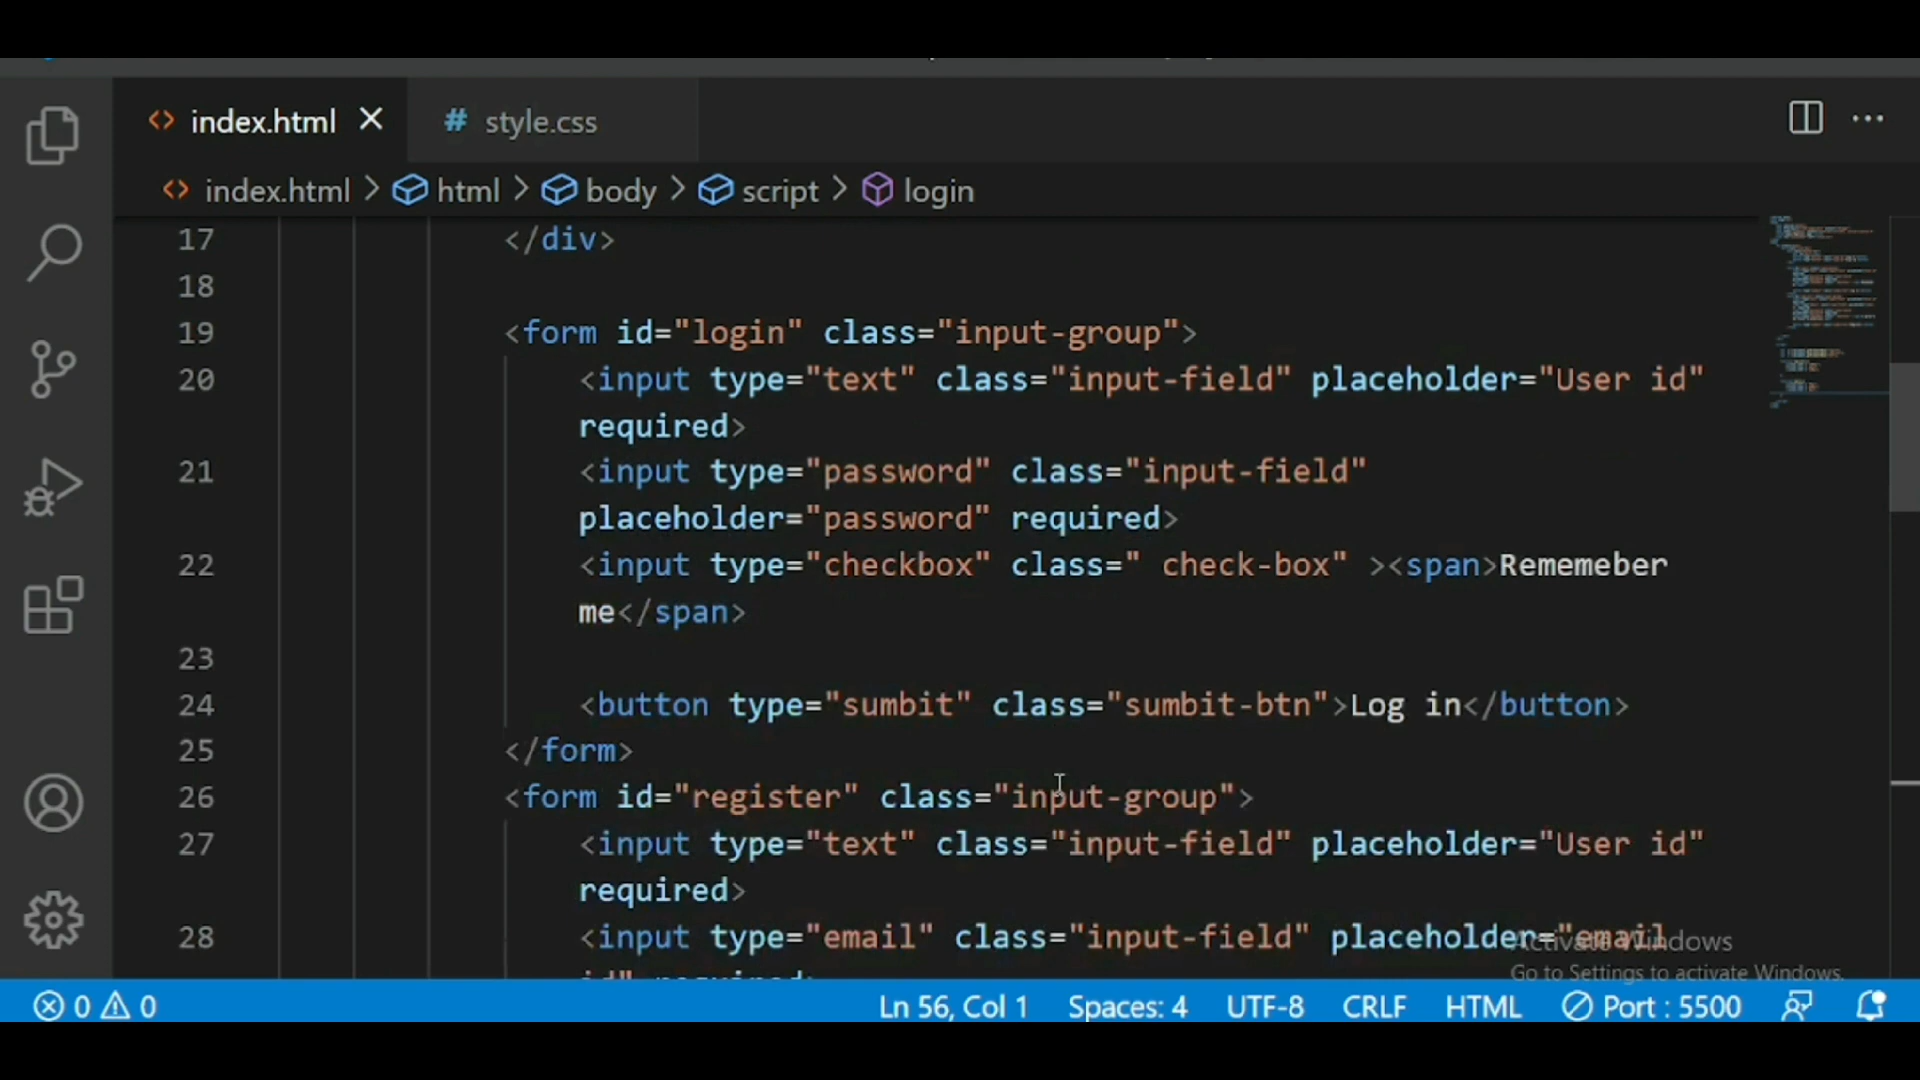 index.html
# style.css
index.html > html > body > script > login
17 </div>
18
19 <form id="login" class="input-group">
20 <input type="text" class="input-field" placeholder="User id"
required>
21 <input type="password" class="input-field"
placeholder="password" required>
22 <input type="checkbox" class=" check-box" ><span>Rememeber
me</span>
23
24 <button type="sumbit" class="sumbit-btn">Log in</button>
25 </form>
26 <form id="register" class="input-group">
27 <input type="text" class="input-field" placeholder="User id"
required>
28 <input type="email" class="input-field" placeholder="email
id" required>
Activate Windows
Go to Settings to activate Windows.
0 0 Ln 56, Col 1 Spaces: 4 UTF-8 CRLF HTML Port : 5500